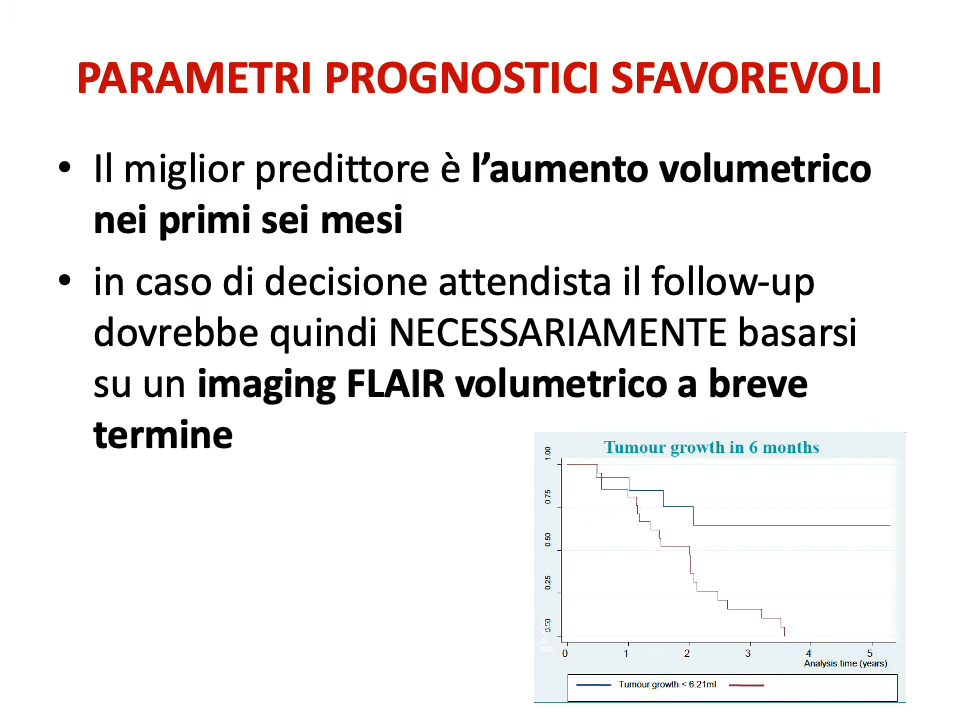 PARAMETRI PROGNOSTICI SFAVOREVOLI
• Il miglior predittore è l'aumento volumetrico
nei primi sei mesi
• in caso di decisione attendista il follow-up
dovrebbe quindi NECESSARIAMENTE basarsi
su un imaging FLAIR volumetrico a breve
termine
Tumour growth in 6 months
1.00
0.75
0.50
0.25
0.00
0 1 2 3 4 5
Analysis time (years)
Tumour growth < 6.21ml